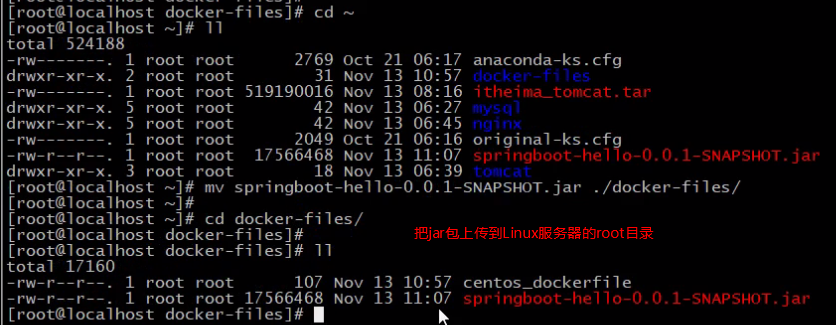 [root@localhost docker-files]# cd ~
[root@localhost ~]# ll
total 524188
-rw-------. 1 root root      2769 Oct 21 06:17 anaconda-ks.cfg
drwxr-xr-x. 2 root root        31 Nov 13 10:57 docker-files
-rw-------. 1 root root 519190016 Nov 13 08:16 itheima_tomcat.tar
drwxr-xr-x. 5 root root        42 Nov 13 06:27 mysql
drwxr-xr-x. 5 root root        42 Nov 13 06:45 nginx
-rw-------. 1 root root      2049 Oct 21 06:16 original-ks.cfg
-rw-r--r--. 1 root root  17566468 Nov 13 11:07 springboot-hello-0.0.1-SNAPSHOT.jar
drwxr-xr-x. 3 root root        18 Nov 13 06:39 tomcat
[root@localhost ~]# mv springboot-hello-0.0.1-SNAPSHOT.jar ./docker-files/
[root@localhost ~]#
[root@localhost ~]# cd docker-files/
[root@localhost docker-files]#
把jar包上传到Linux服务器的root目录
[root@localhost docker-files]# ll
total 17160
-rw-r--r--. 1 root root      107 Nov 13 10:57 centos_dockerfile
-rw-r--r--. 1 root root 17566468 Nov 13 11:07 springboot-hello-0.0.1-SNAPSHOT.jar
[root@localhost docker-files]#